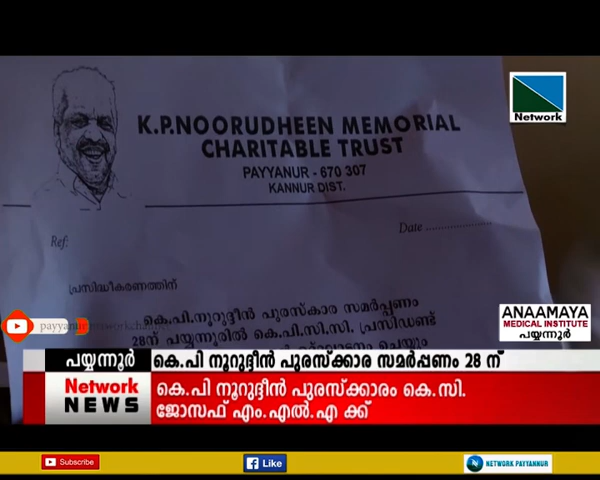 K.P.NOORUDHEEN MEMORIAL
CHARITABLE TRUST
PAYYANUR - 670 307
KANNUR DIST.
Network
Ref:
Date ....................
പ്രസിദ്ധീകരണത്തിന്
കെ.പി.നൂറുദ്ദീൻ പുരസ്കാര സമർപ്പണം
28ന് പയ്യന്നൂരിൽ കെ.പി.സി.സി. പ്രസിഡണ്ട്
ചെയ്യും
ANAAMAYA
MEDICAL INSTITUTE
പയ്യന്നൂർ
പയ്യന്നൂർ
കെ.പി നൂറുദ്ദീൻ പുരസ്ക്കാര സമർപ്പണം 28 ന്
Network
NEWS
കെ.പി നൂറുദ്ദീൻ പുരസ്ക്കാരം കെ.സി.
ജോസഫ് എം.എൽ.എ ക്ക്
Subscribe
Like
NETWORK PAYYANNUR